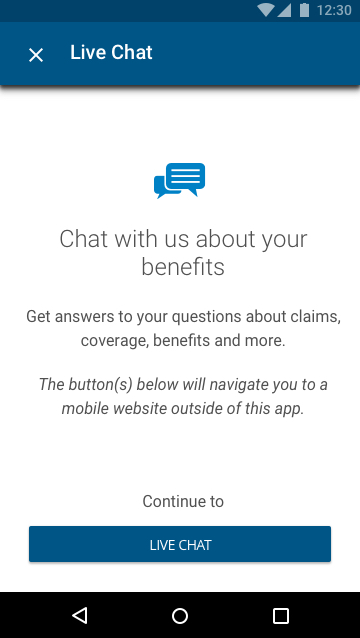 12:30
Live Chat
Chat with us about your
benefits
Get answers to your questions about claims,
coverage, benefits and more.
The button(s) below will navigate you to a
mobile website outside of this app.
Continue to
LIVE CHAT